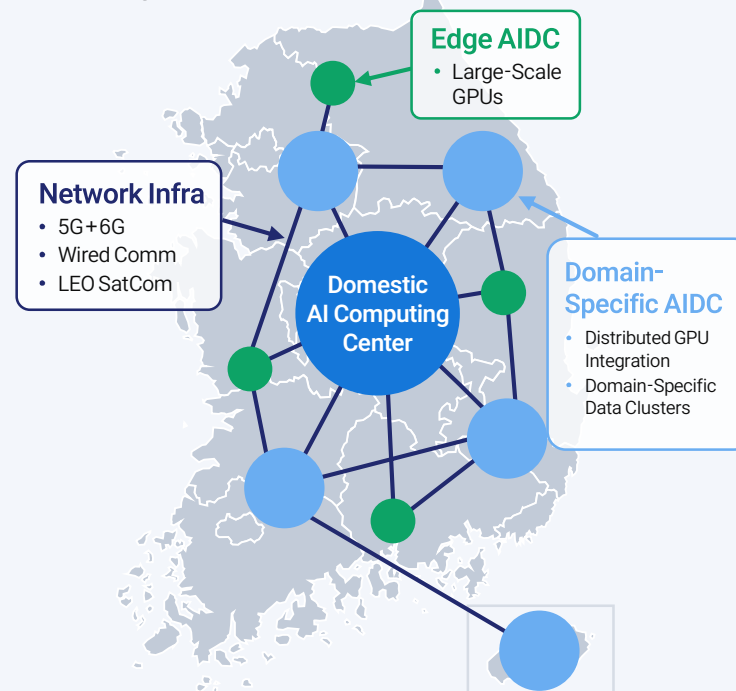 Edge AIDC
• Large-Scale
GPUs
Network Infra
• 5G+6G
• Wired Comm
• LEO SatCom
Domestic
AI Computing
Center
Domain-
Specific AIDC
• Distributed GPU
Integration
• Domain-Specific
Data Clusters